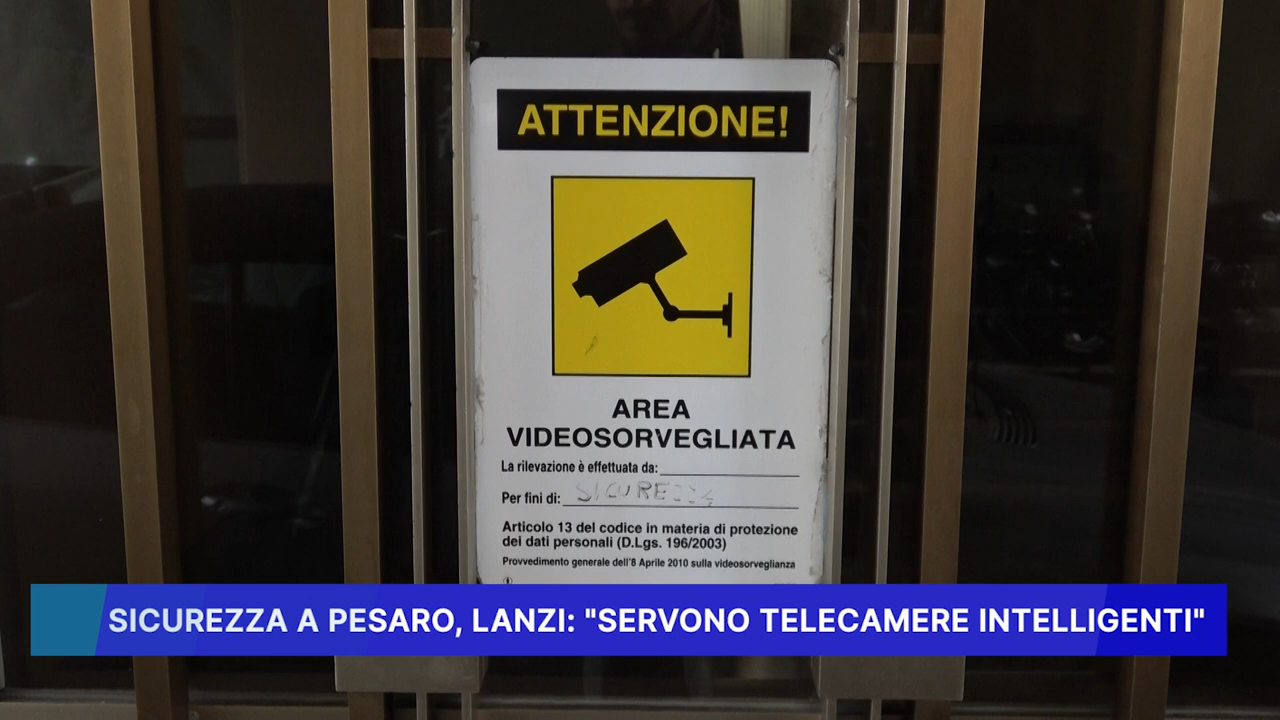 ATTENZIONE!
AREA
VIDEOSORVEGLIATA
La rilevazione è effettuata da:
Per fini di: SICUREZZA
Articolo 13 del codice in materia di protezione
dei dati personali (D.Lgs. 196/2003)
Provvedimento generale dell'8 Aprile 2010 sulla videosorveglianza
SICUREZZA A PESARO, LANZI: "SERVONO TELECAMERE INTELLIGENTI"